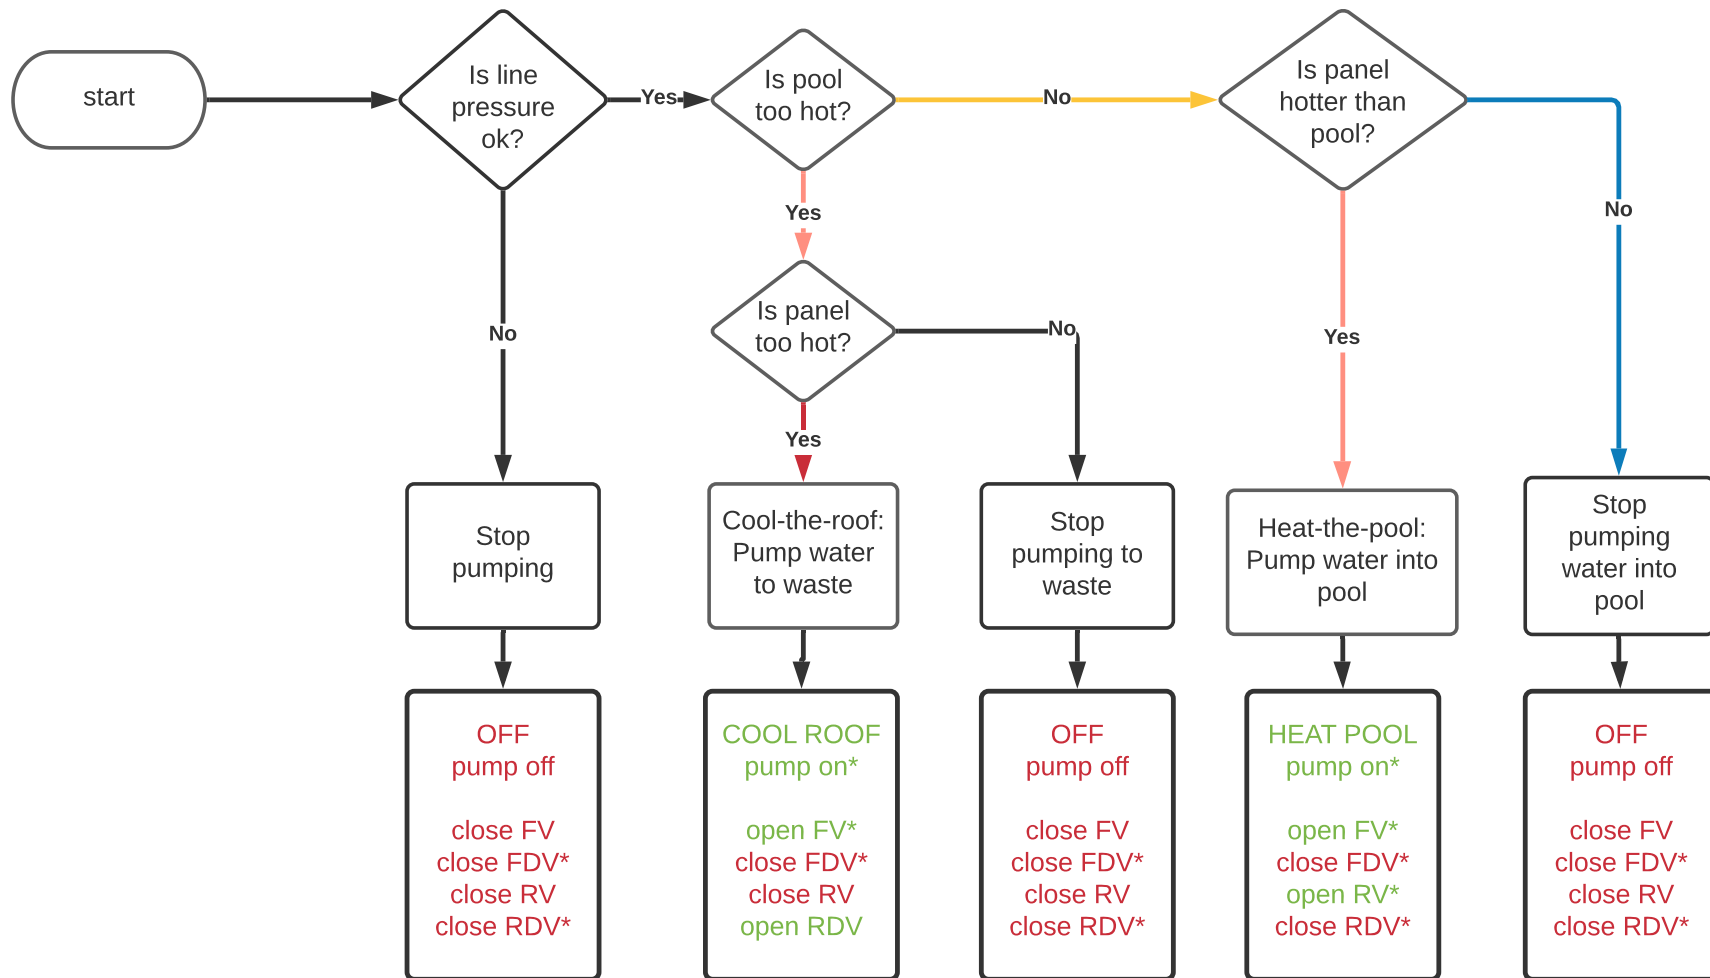 start
Is line
pressure
ok?
Yes
Is pool
too hot?
No
Is panel
hotter than
pool?
No
Yes
Is panel
too hot?
No
No
Yes
Yes
Stop
pumping
Cool-the-roof:
Pump water
to waste
Stop
pumping to
waste
Heat-the-pool:
Pump water into
pool
Stop
pumping
water into
pool
OFF
pump off
close FV
close FDV*
close RV
close RDV*
COOL ROOF
pump on*
open FV*
close FDV*
close RV
open RDV
OFF
pump off
close FV
close FDV*
close RV
close RDV*
HEAT POOL
pump on*
open FV*
close FDV*
open RV*
close RDV*
OFF
pump off
close FV
close FDV*
close RV
close RDV*